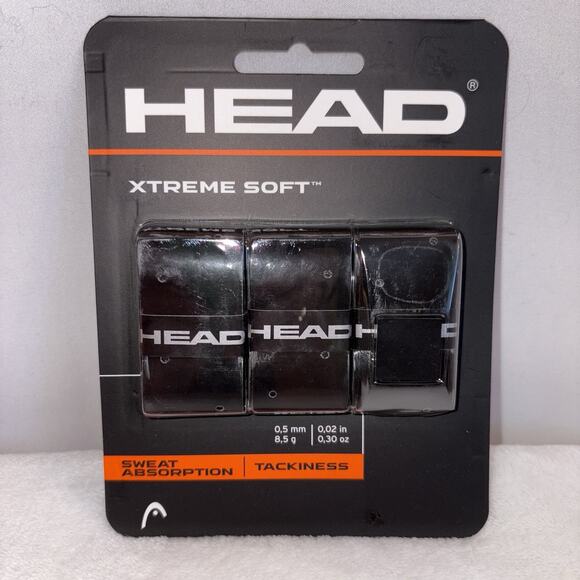 HEAD®
XTREME SOFT™
HEAD HEAD HEAD
0,5 mm | 0,02 in
8,5 g | 0,30 oz
SWEAT
ABSORPTION | TACKINESS